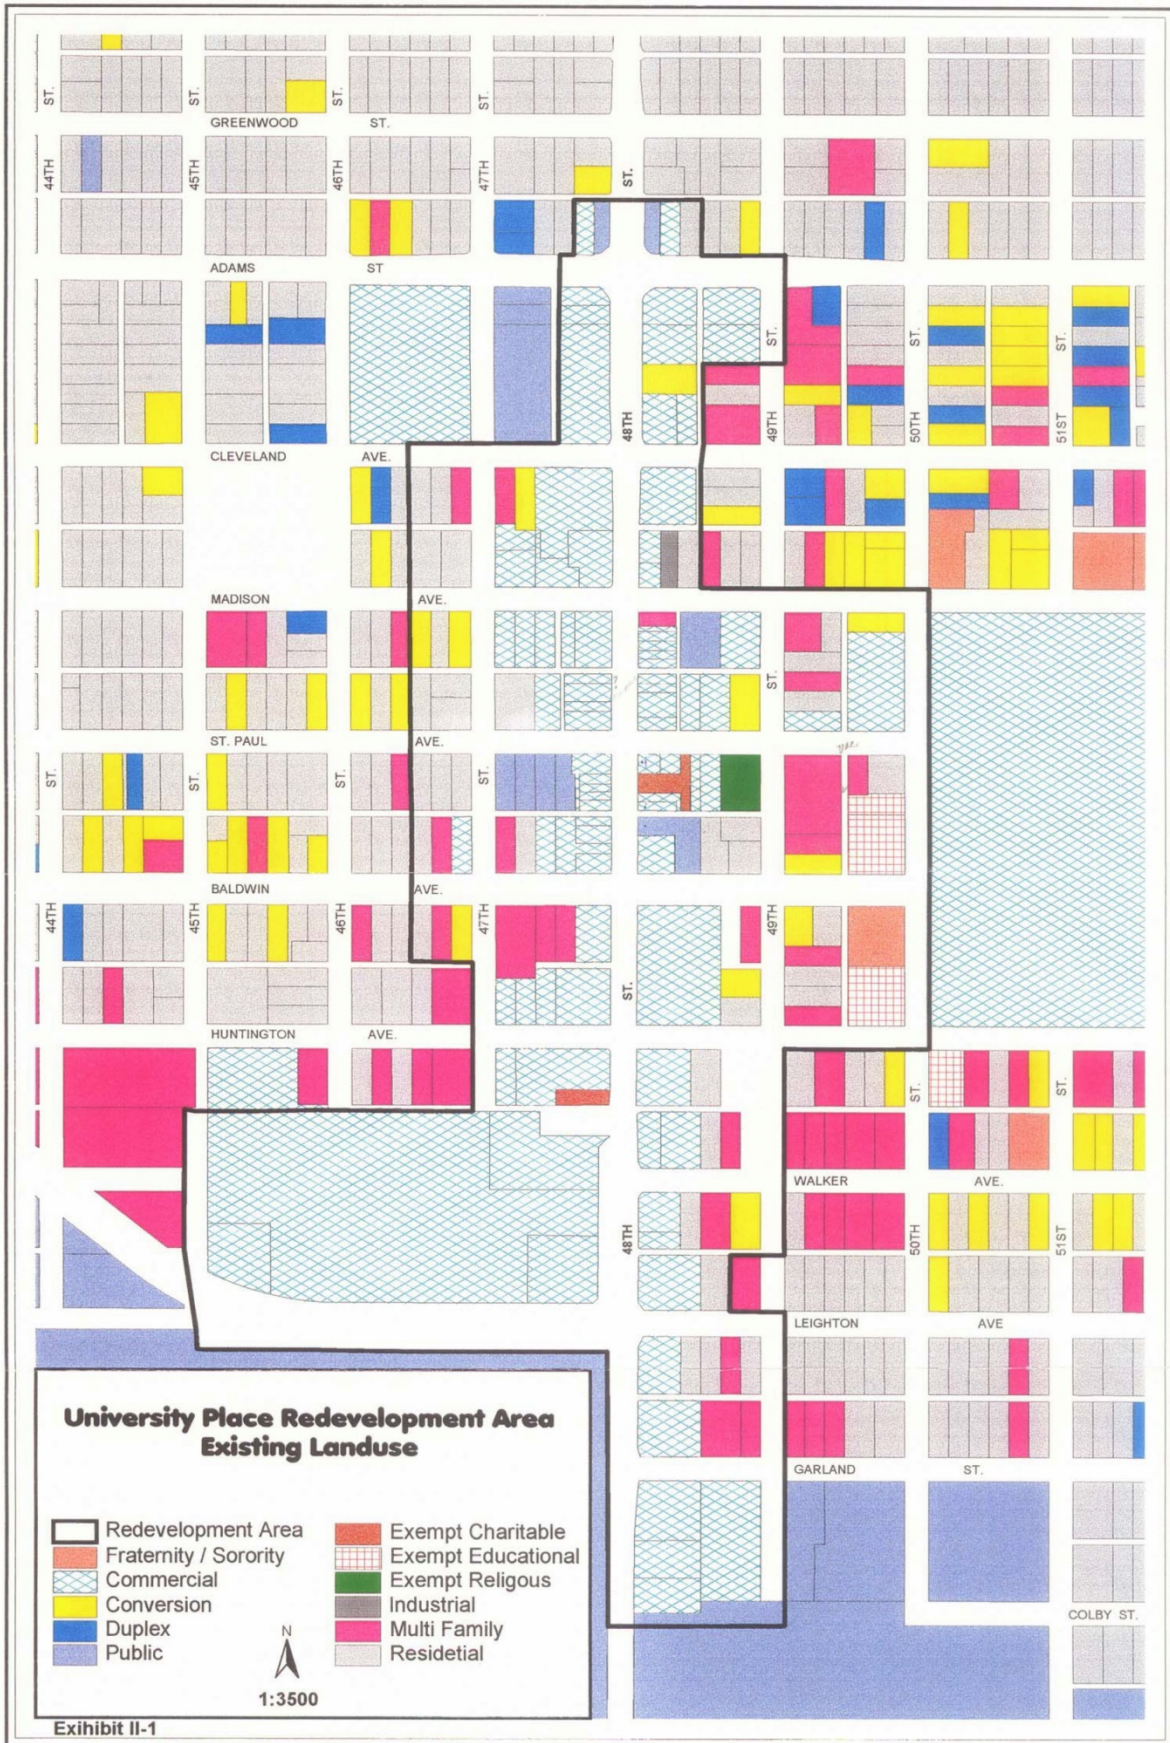 ST.
ST.
ST.
ST.
GREENWOOD ST.
44TH
45TH
46TH
47TH
ST.
ADAMS ST
ST.
ST.
ST.
48TH
49TH
50TH
51ST
CLEVELAND AVE.
MADISON AVE.
ST.
ST. PAUL AVE.
vac.
ST.
ST.
ST.
ST.
BALDWIN AVE.
44TH
45TH
46TH
47TH
49TH
ST.
HUNTINGTON AVE.
ST.
ST.
WALKER AVE.
48TH
50TH
51ST
LEIGHTON AVE
GARLAND ST.
COLBY ST.
University Place Redevelopment Area
Existing Landuse
Redevelopment Area
Fraternity / Sorority
Commercial
Conversion
Duplex
Public
Exempt Charitable
Exempt Educational
Exempt Religous
Industrial
Multi Family
Residetial
N
1:3500
Exihibit II-1